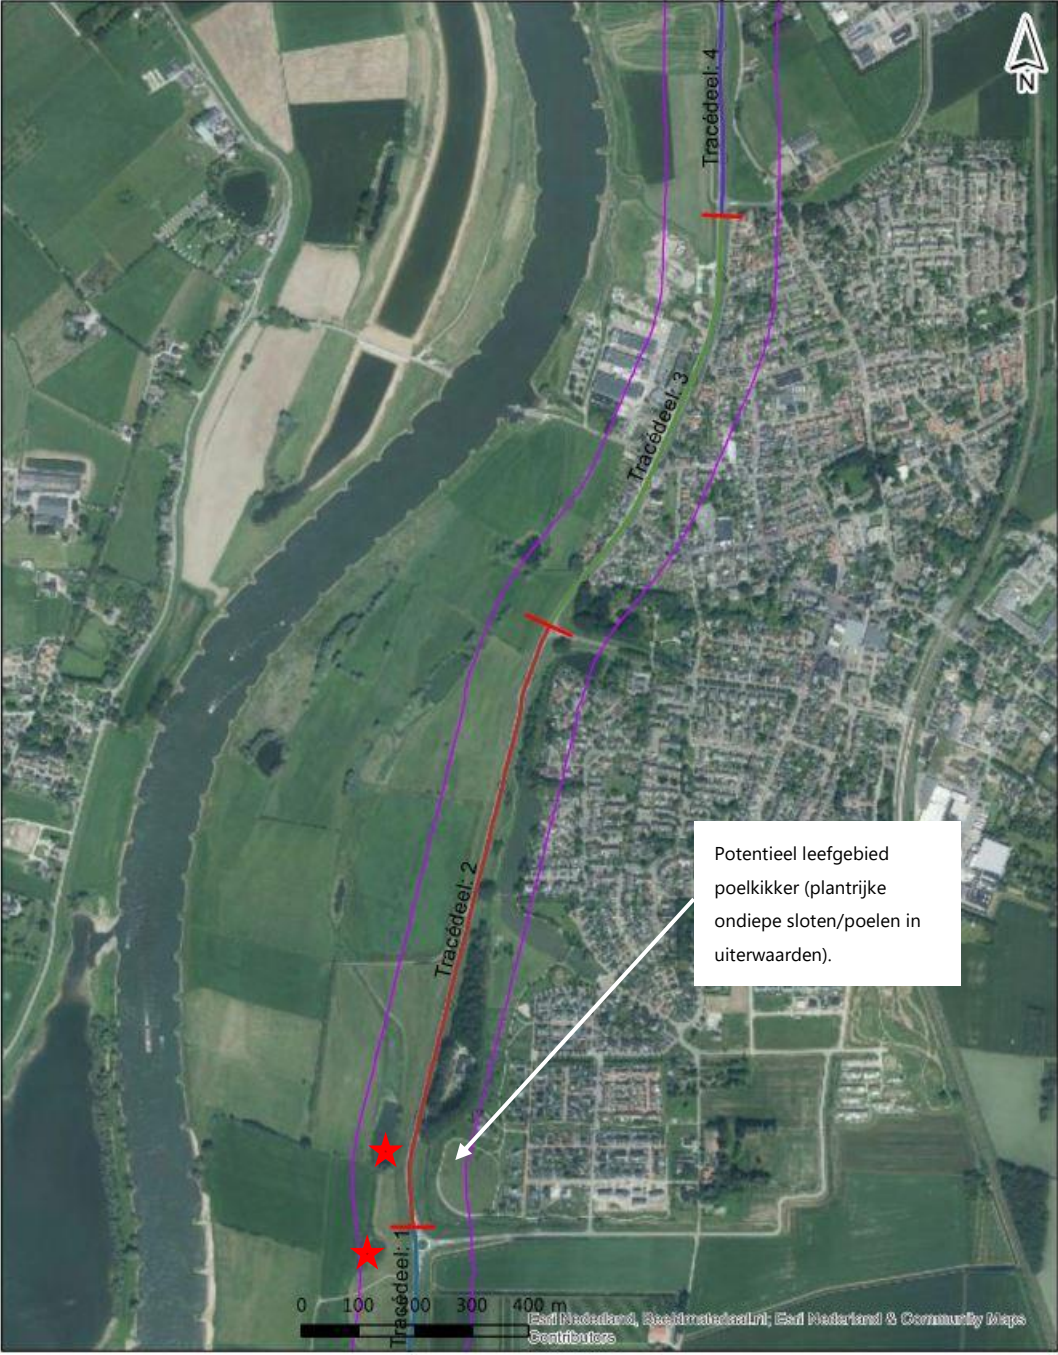 N
Tracédeel: 4
Tracédeel: 3
Tracédeel: 2
Potentieel leefgebied
poelkikker (plantrijke
ondiepe sloten/poelen in
uiterwaarden).
Tracédeel: 1
0 100 200 300 400 m
Esri Nederland, Beeldmateriaal.nl; Esri Nederland & Community Maps
Contributors